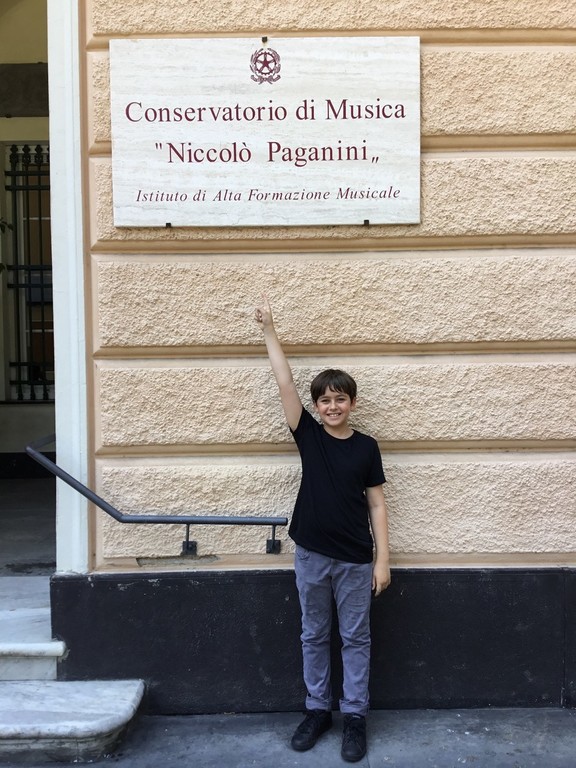 Conservatorio di Musica
"Niccolò Paganini„
Istituto di Alta Formazione Musicale